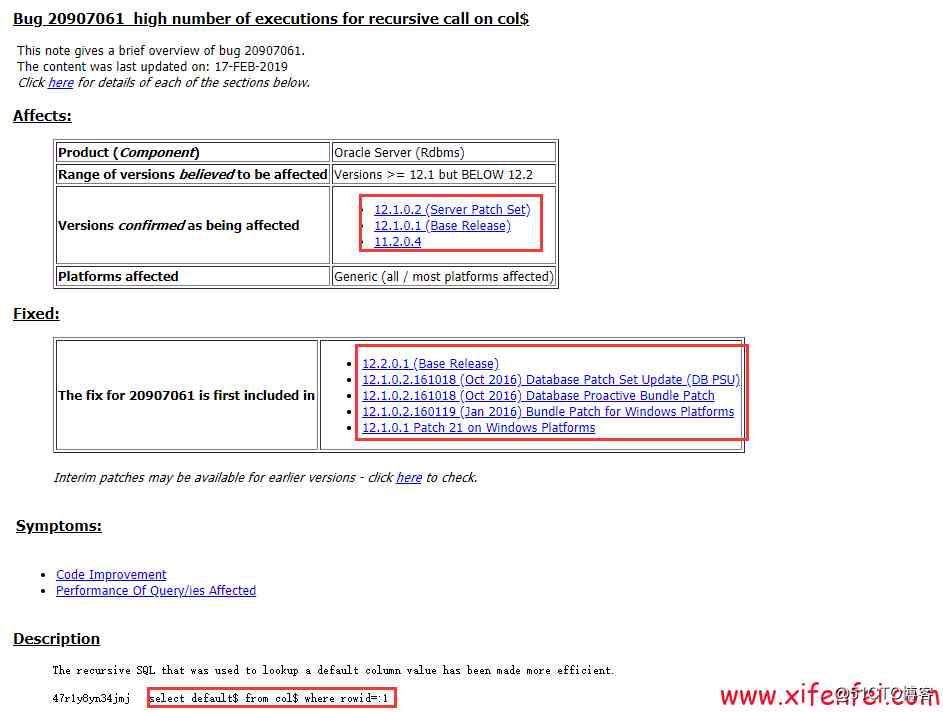 Bug 20907061  high number of executions for recursive call on col$
This note gives a brief overview of bug 20907061.
The content was last updated on: 17-FEB-2019
Click here for details of each of the sections below.
Affects:
Product (Component) Oracle Server (Rdbms)
Range of versions believed to be affected Versions >= 12.1 but BELOW 12.2
Versions confirmed as being affected
12.1.0.2 (Server Patch Set)
12.1.0.1 (Base Release)
11.2.0.4
Platforms affected Generic (all / most platforms affected)
Fixed:
The fix for 20907061 is first included in
12.2.0.1 (Base Release)
12.1.0.2.161018 (Oct 2016) Database Patch Set Update (DB PSU)
12.1.0.2.161018 (Oct 2016) Database Proactive Bundle Patch
12.1.0.2.160119 (Jan 2016) Bundle Patch for Windows Platforms
12.1.0.1 Patch 21 on Windows Platforms
Interim patches may be available for earlier versions - click here to check.
Symptoms:
Code Improvement
Performance Of Query/ies Affected
Description
The recursive SQL that was used to lookup a default column value has been made more efficient.
47r1y8yn34jmj select default$ from col$ where rowid=:1
www.xifenfei.com
@51CTO博客